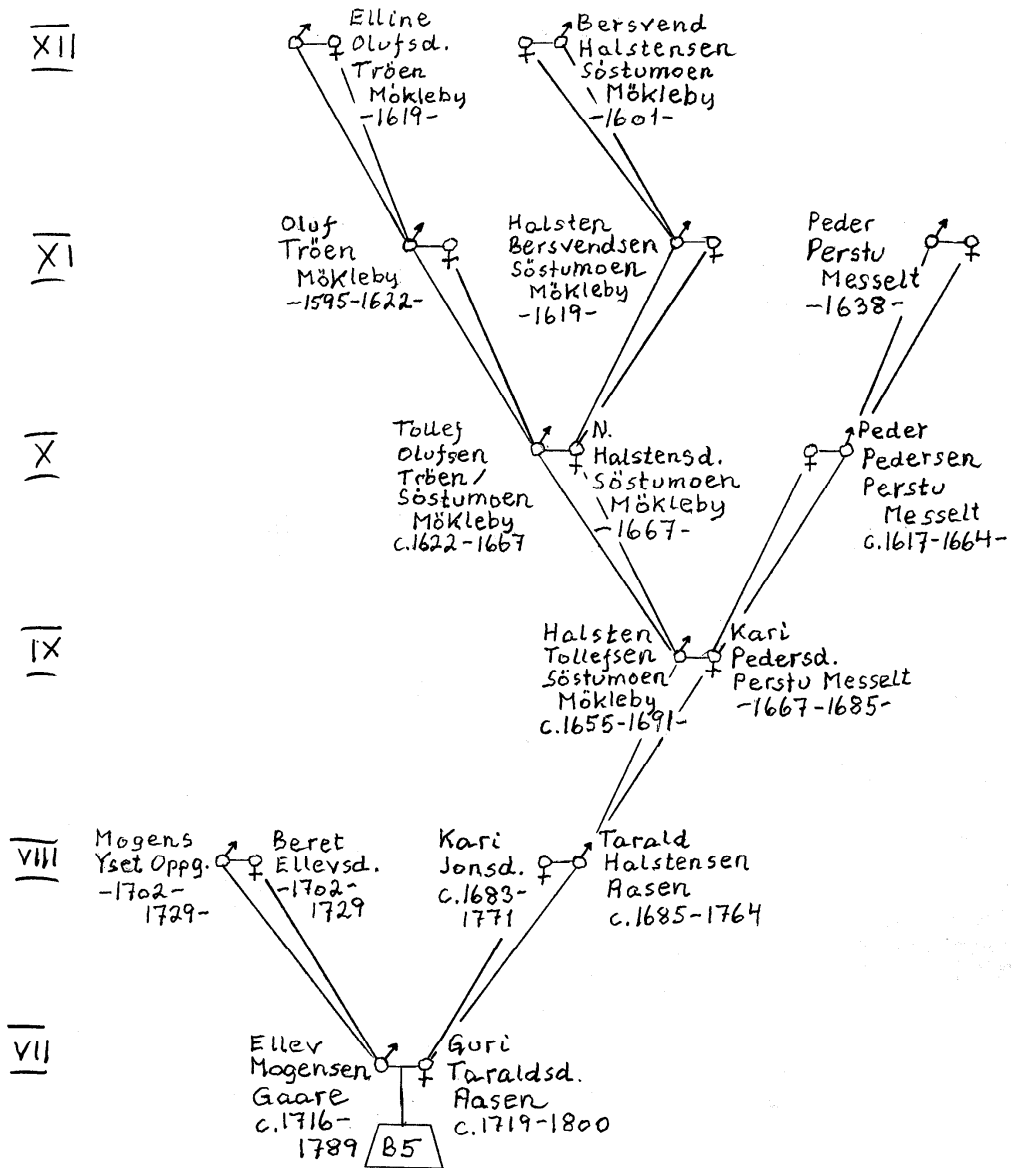 XII
Elline
Olufsd.
Tröen
Mökleby
-1619-
Bersvend
Halstensen
Söstumoen
Mökleby
-1601-
XI
Oluf
Tröen
Mökleby
-1595-1622-
Halsten
Bersvendsen
Söstumoen
Mökleby
-1619-
Peder
Perstu
Messelt
-1638-
X
Tollef
Olufsen
Tröen/
Söstumoen
Mökleby
c.1622-1667
N.
Halstensd.
Söstumoen
Mökleby
-1667-
Peder
Pedersen
Perstu
Messelt
c.1617-1664-
IX
Halsten
Tollefsen
Söstumoen
Mökleby
c.1655-1691-
Kari
Pedersd.
Perstu Messelt
-1667-1685-
VIII
Mogens
Yset Oppg.
-1702-
1729-
Beret
Ellevsd.
-1702-
1729
Kari
Jonsd.
c.1683-
1771
Tarald
Halstensen
Aasen
c.1685-1764
VII
Ellev
Mogensen
Gaare
c.1716-
1789
Guri
Taraldsd.
Aasen
c.1719-1800
B5